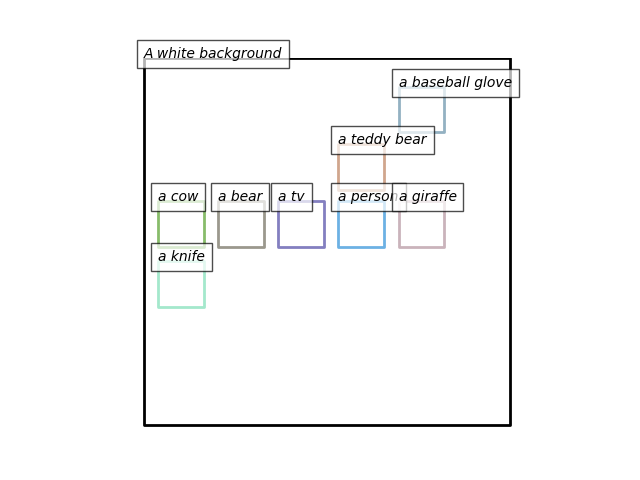 A white background
a baseball glove
a teddy bear
a cow
a bear
a tv
a person
a giraffe
a knife